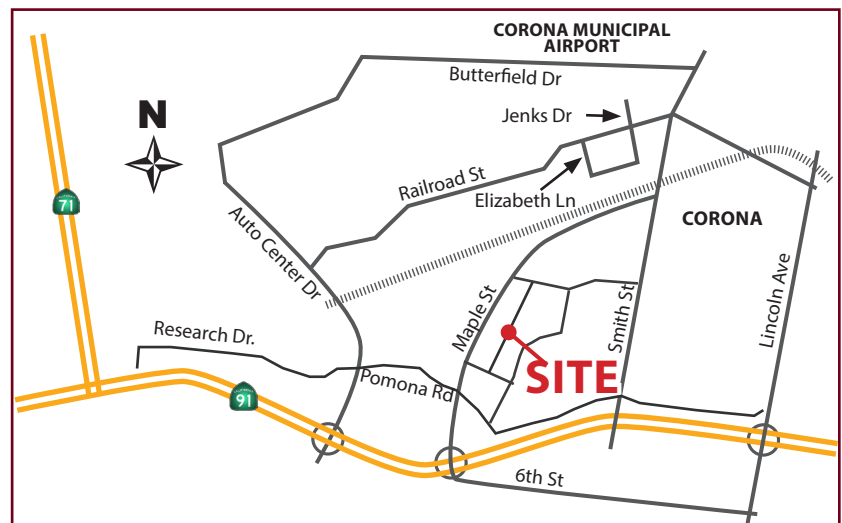 CORONA MUNICIPAL
AIRPORT
Butterfield Dr
N
Jenks Dr
Railroad St
Elizabeth Ln
71
CORONA
Auto Center Dr
Maple St
Smith St
Lincoln Ave
Research Dr.
SITE
Pomona Rd
91
6th St